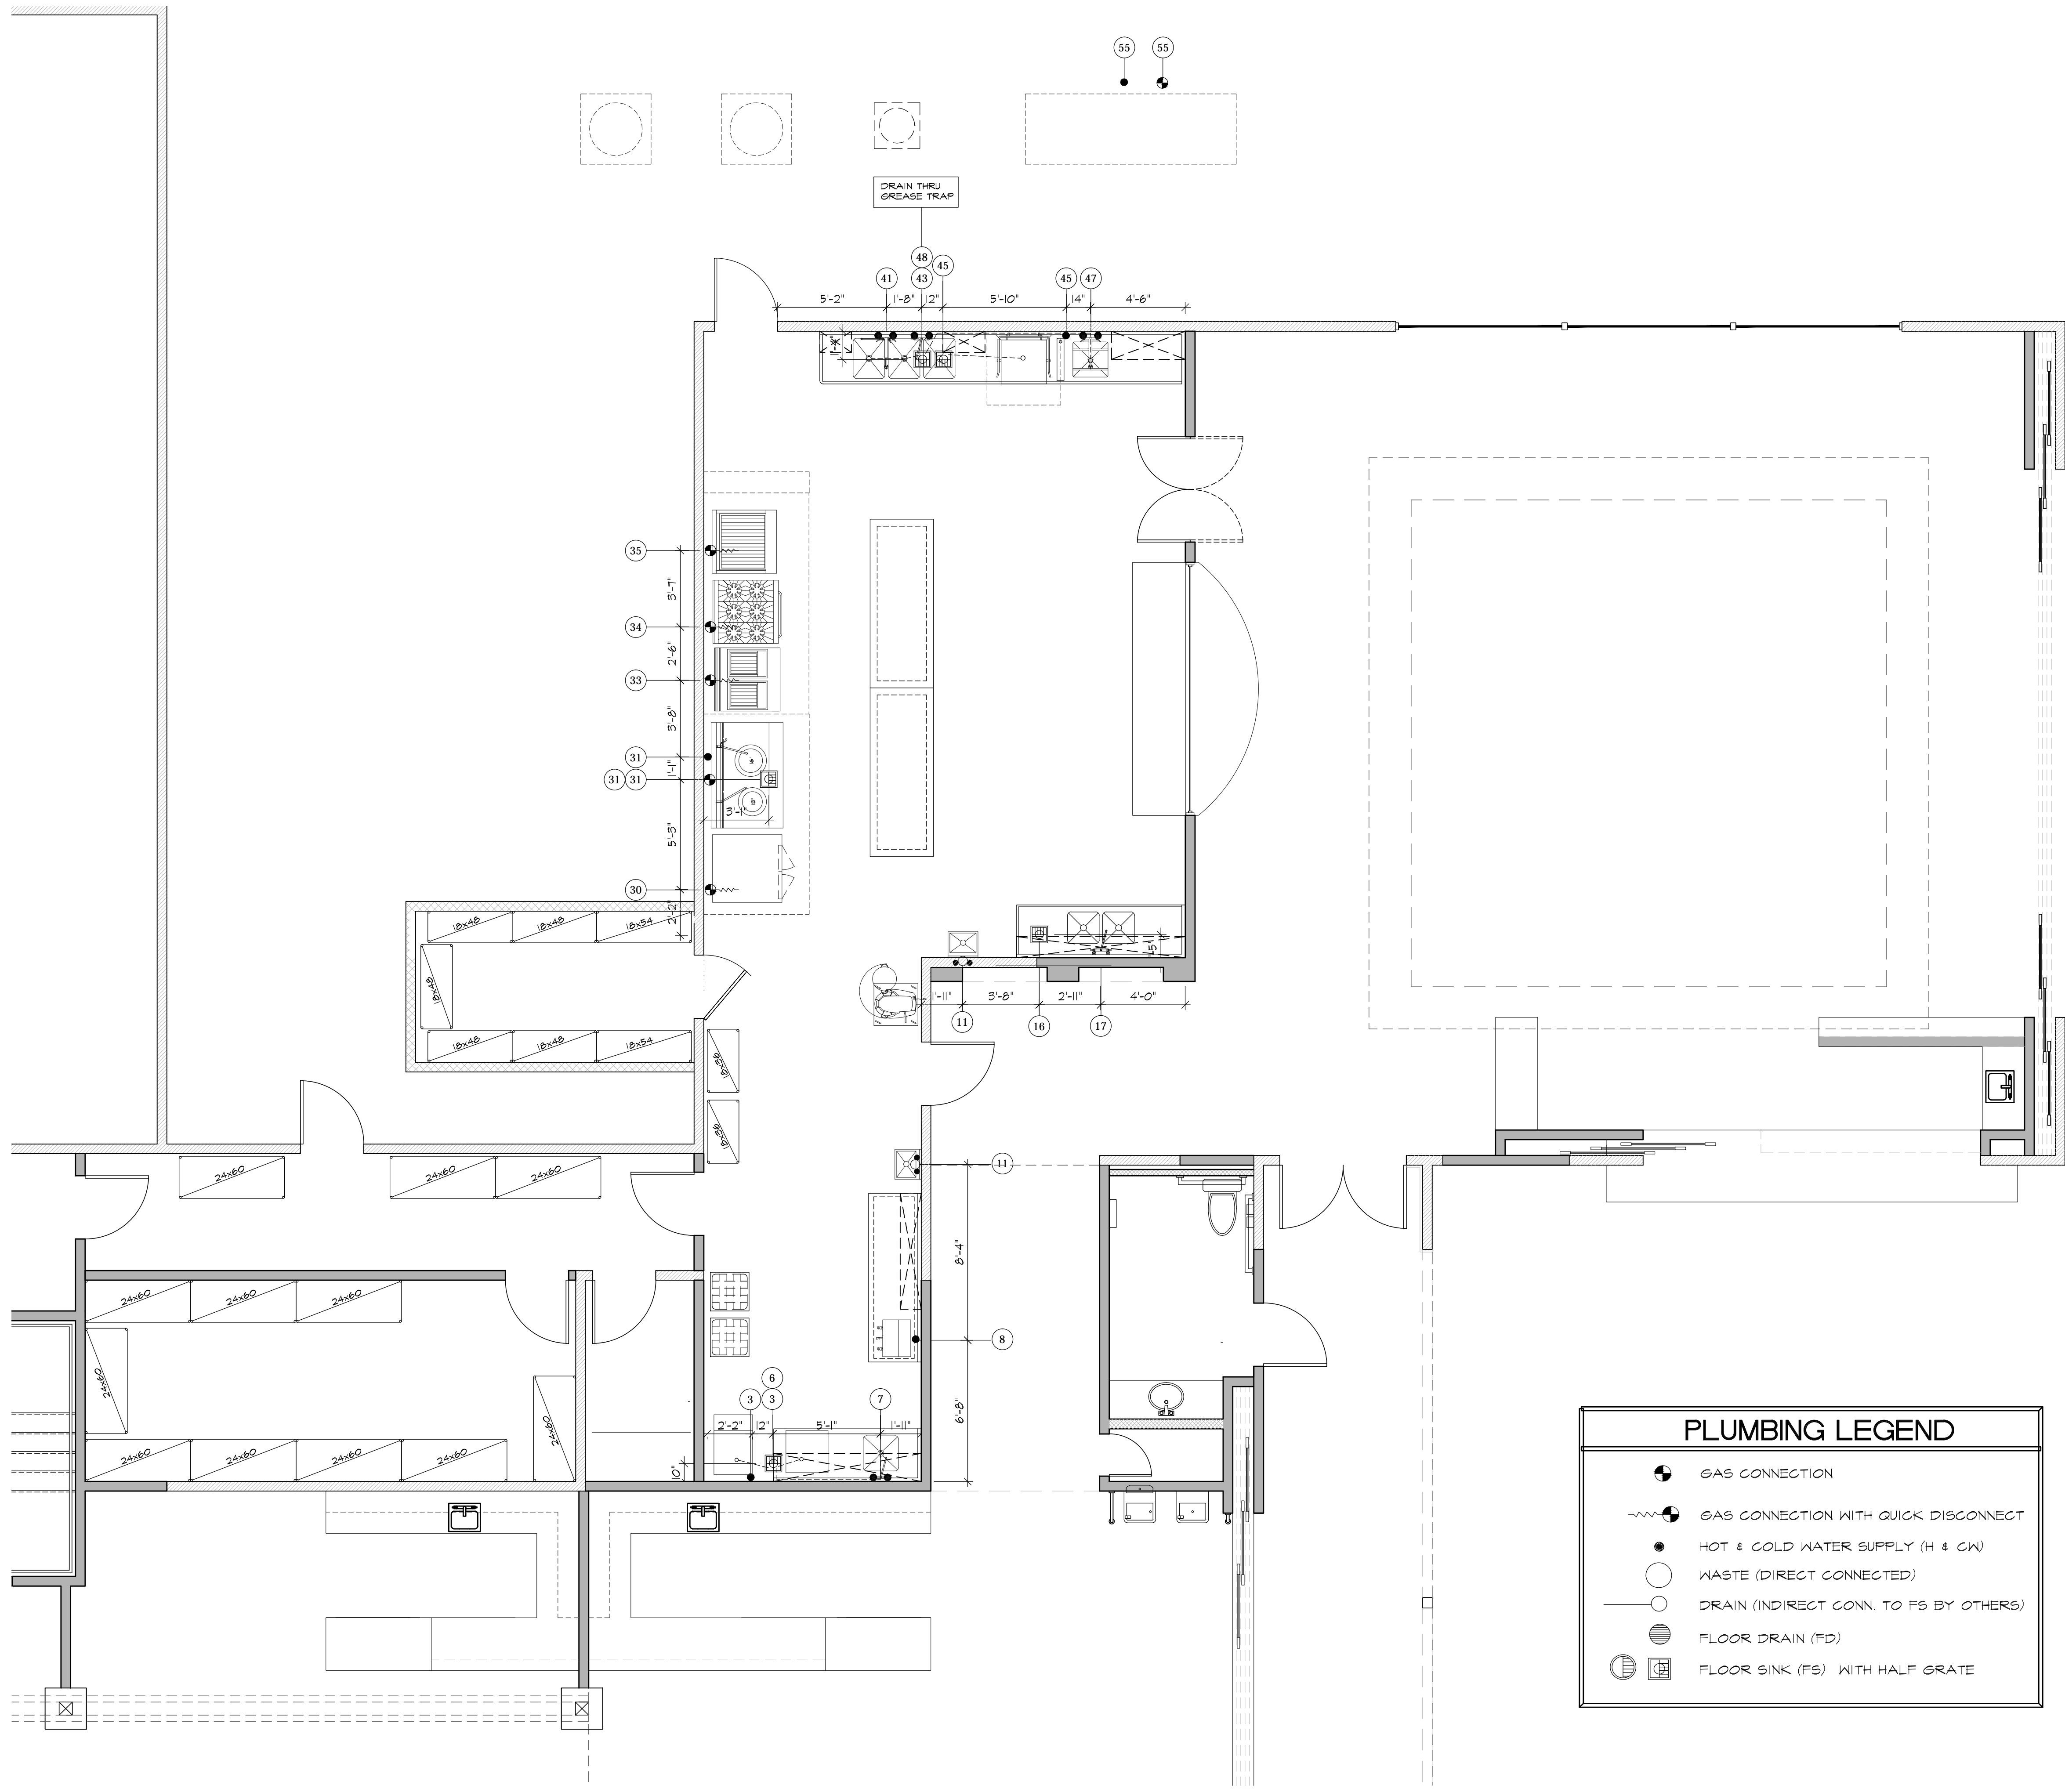 55 55
DRAIN THRU
GREASE TRAP
48
45
41 43 45 47
5'-2" 1'-8" 12" 5'-10" 14" 4'-6"
35
3'-7"
34
2'-6"
33
3'-8"
31
1'-1"
31 31
3'-1"
5'-3"
30
2'-2"
18x48 18x48 18x54
18x48
18x48 18x48 18x54
5"
1'-11" 3'-8" 2'-11" 4'-0"
11 16 17
18x36
18x36
11
24x60 24x60 24x60
8'-4"
24x60 24x60 24x60
8
24x60
24x60
6
3 3 7
6'-8"
2'-2" 12" 5'-1" 1'-11"
10"
24x60 24x60 24x60 24x60
PLUMBING LEGEND
GAS CONNECTION
GAS CONNECTION WITH QUICK DISCONNECT
HOT & COLD WATER SUPPLY (H & CW)
WASTE (DIRECT CONNECTED)
DRAIN (INDIRECT CONN. TO FS BY OTHERS)
FLOOR DRAIN (FD)
FLOOR SINK (FS) WITH HALF GRATE